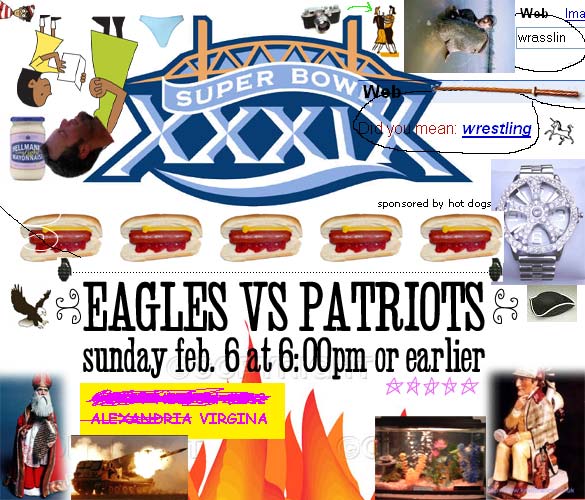 Web Ima
wrasslin
SUPER BOWL
XXXIX
Web
Did you mean: wrestling
HELLMANN'S
MAYONNAISE
sponsored by hot dogs
EAGLES VS PATRIOTS
sunday feb. 6 at 6:00pm or earlier
ALEXANDRIA VIRGINA